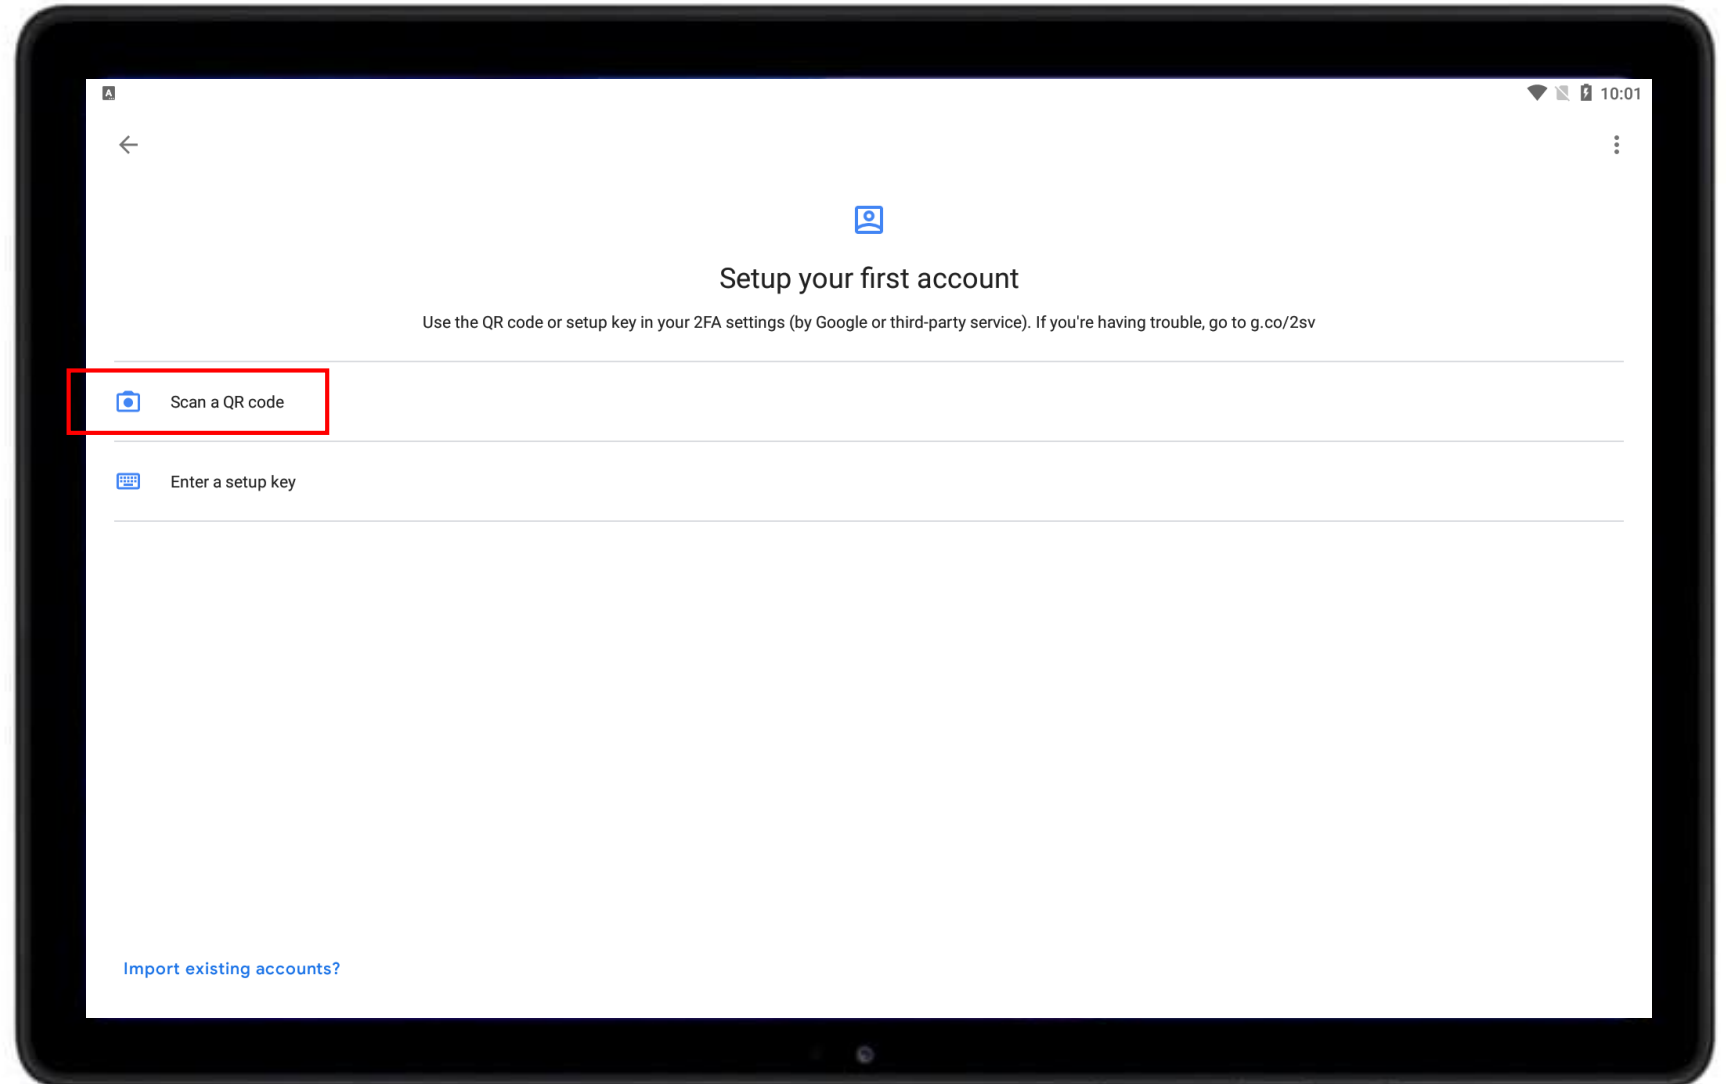 A
10:01
Setup your first account
Use the QR code or setup key in your 2FA settings (by Google or third-party service). If you're having trouble, go to g.co/2sv
Scan a QR code
Enter a setup key
Import existing accounts?